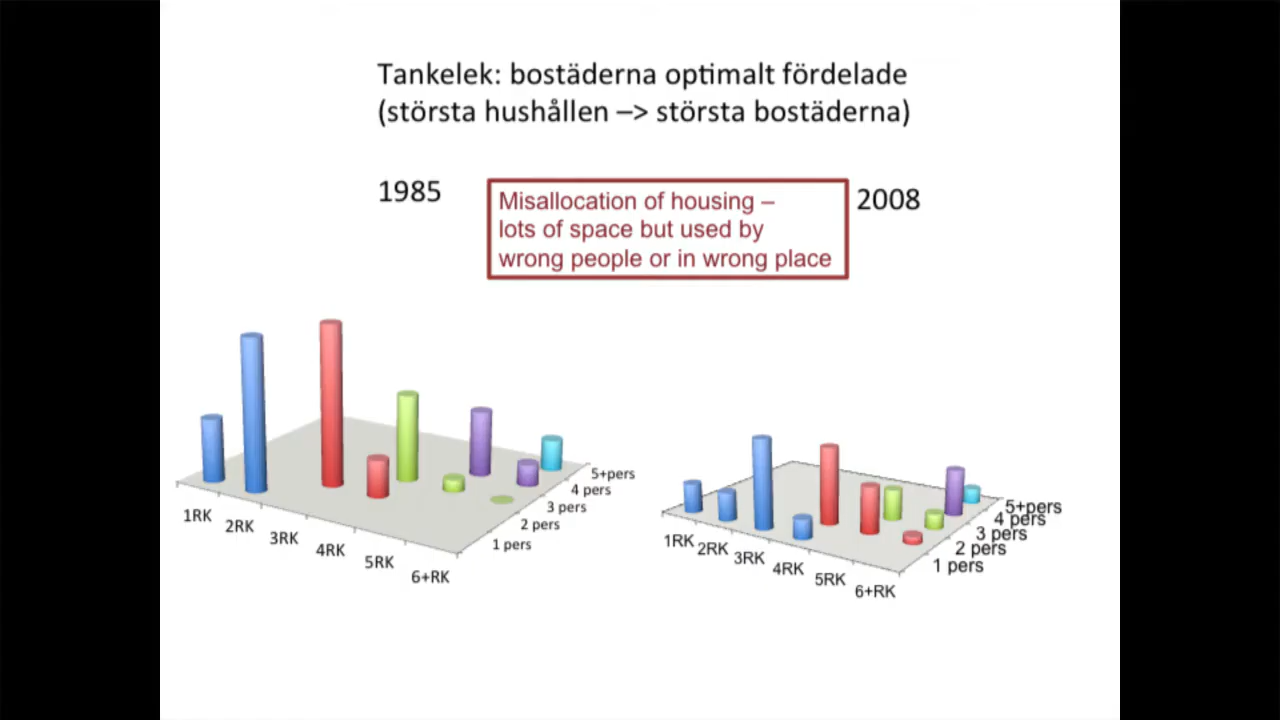 Tankelek: bostäderna optimalt fördelade
(största hushållen –> största bostäderna)
1985
Misallocation of housing –
lots of space but used by
wrong people or in wrong place
2008
1RK
2RK
3RK
4RK
5RK
6+RK
1 pers
2 pers
3 pers
4 pers
5+pers
1RK
2RK
3RK
4RK
5RK
6+RK
1 pers
2 pers
3 pers
4 pers
5+pers